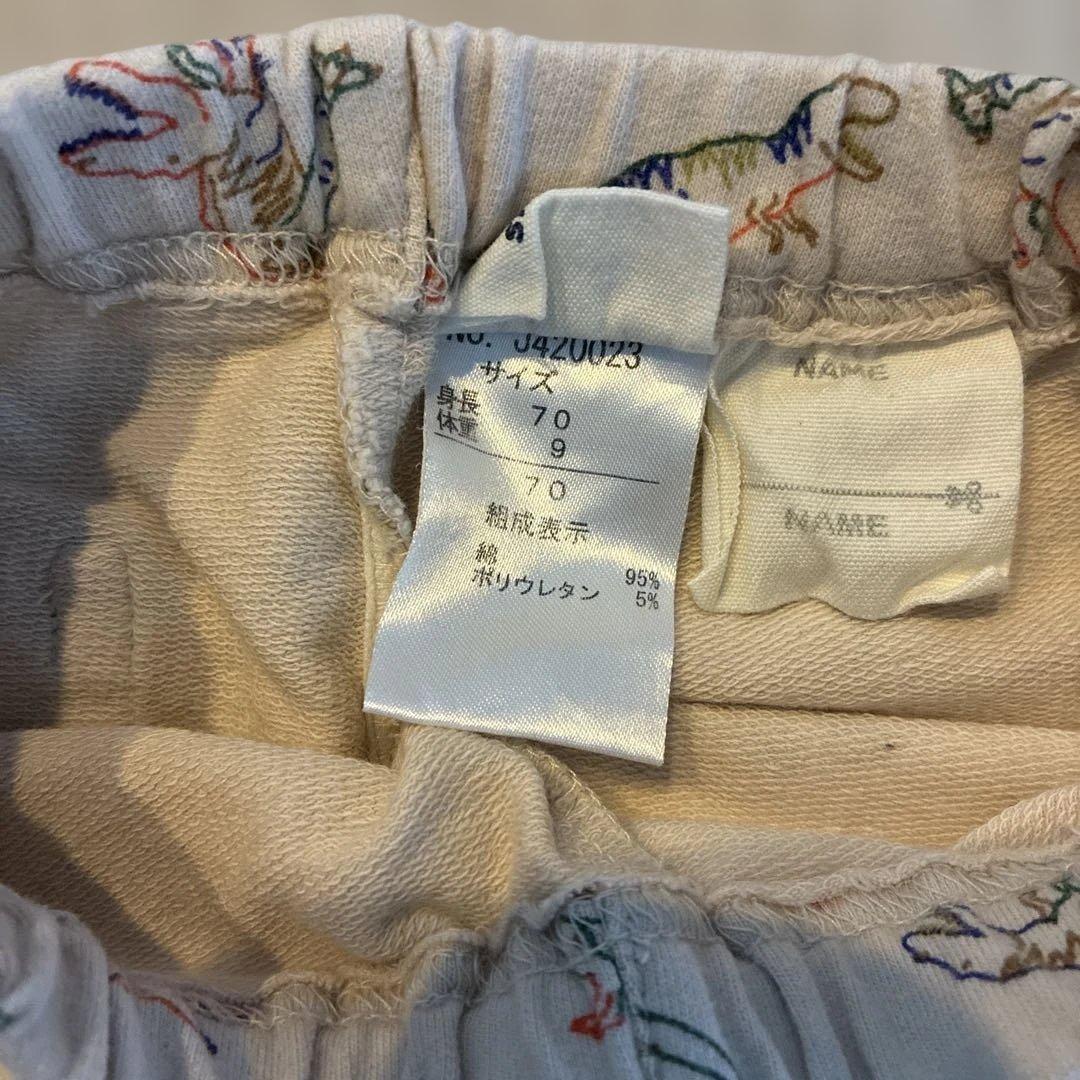 NO. J420023
サイズ
身長 70
体重 9
70
組成表示
綿 95%
ポリウレタン 5%
NAME
NAME